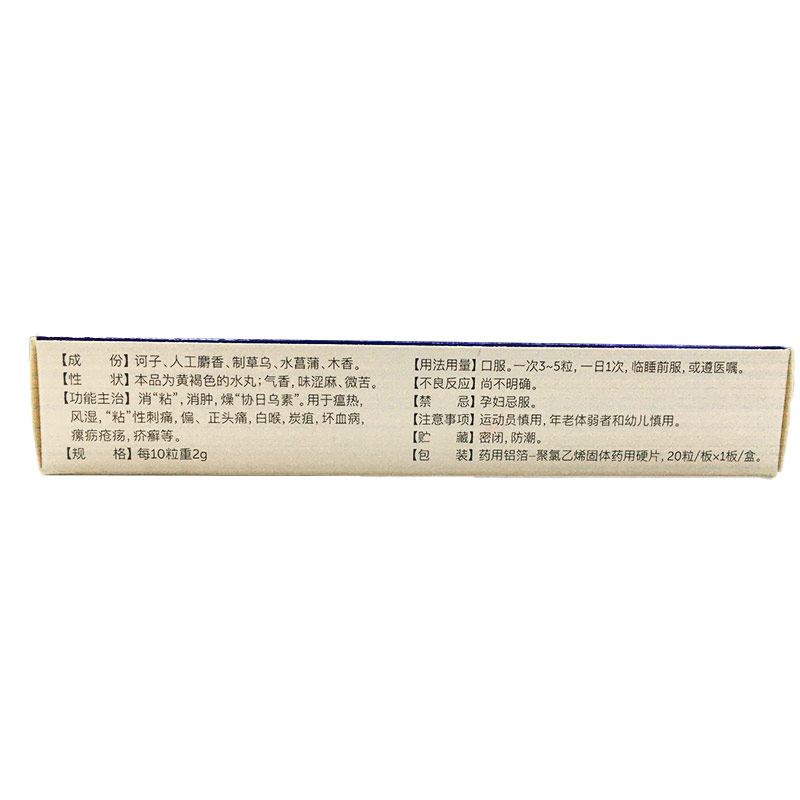 【成 份】诃子、人工麝香、制草乌、水菖蒲、木香。
【性 状】本品为黄褐色的水丸；气香，味涩麻、微苦。
【功能主治】消“粘”，消肿，燥“协日乌素”。用于瘟热，
风湿，“粘”性刺痛，偏、正头痛，白喉，炭疽，坏血病，
瘰疬疮疡，疥癣等。
【规 格】每10粒重2g
【用法用量】口服。一次3~5粒，一日1次，临睡前服，或遵医嘱。
【不良反应】尚不明确。
【禁 忌】孕妇忌服。
【注意事项】运动员慎用，年老体弱者和幼儿慎用。
【贮 藏】密闭，防潮。
【包 装】药用铝箔-聚氯乙烯固体药用硬片，20粒/板×1板/盒。